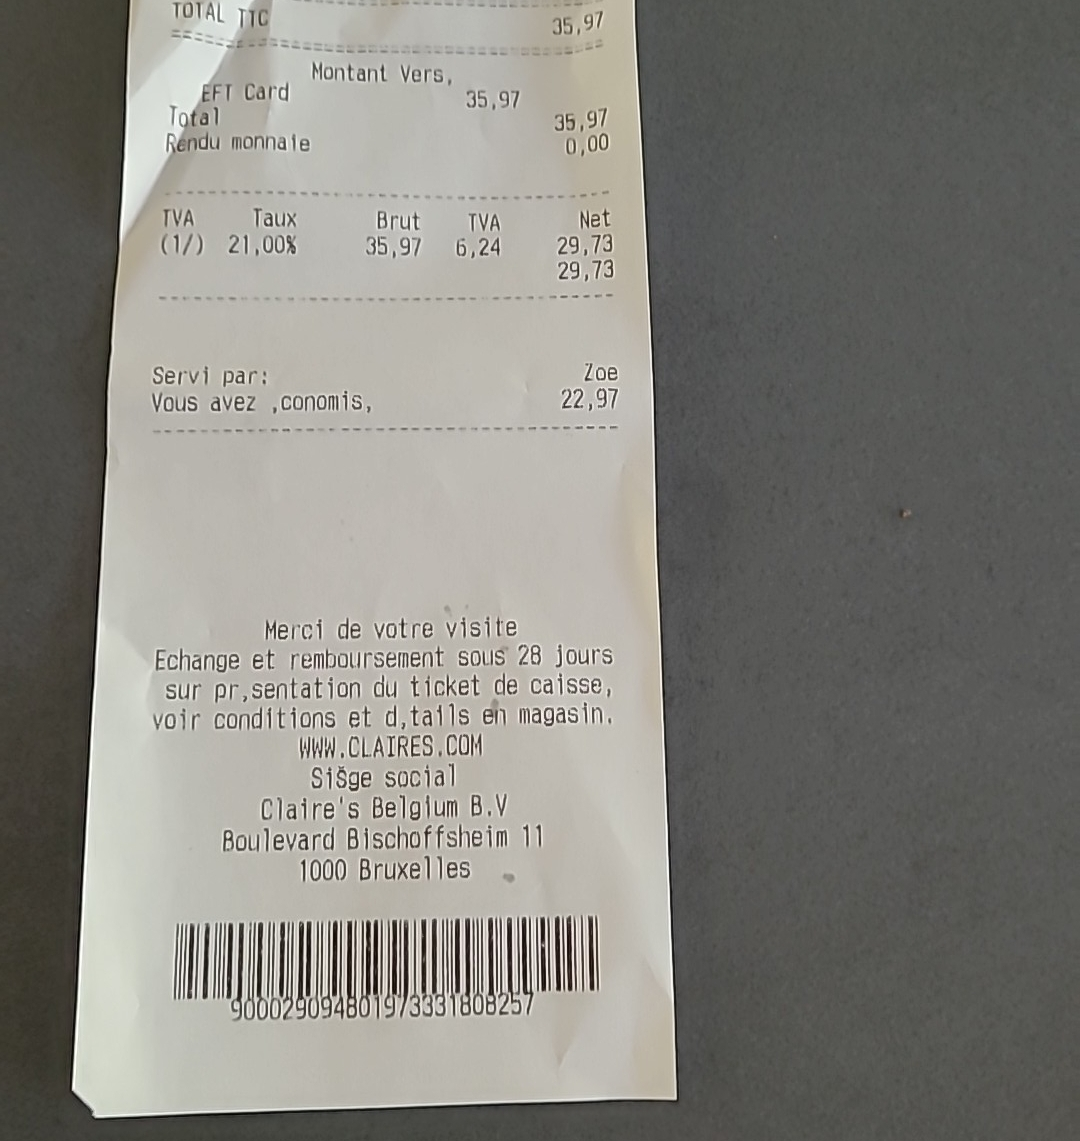 TOTAL TTC 35,97
Montant Vers,
EFT Card 35,97
Total 35,97
Rendu monnaie 0,00
TVA Taux Brut TVA Net
(1/) 21,00% 35,97 6,24 29,73
29,73
Servi par: Zoe
Vous avez ,conomis, 22,97
Merci de votre visite
Echange et remboursement sous 28 jours
sur pr,sentation du ticket de caisse,
voir conditions et d,tails en magasin.
WWW.CLAIRES.COM
Sišge social
Claire's Belgium B.V
Boulevard Bischoffsheim 11
1000 Bruxelles
9000290948019733318​08257